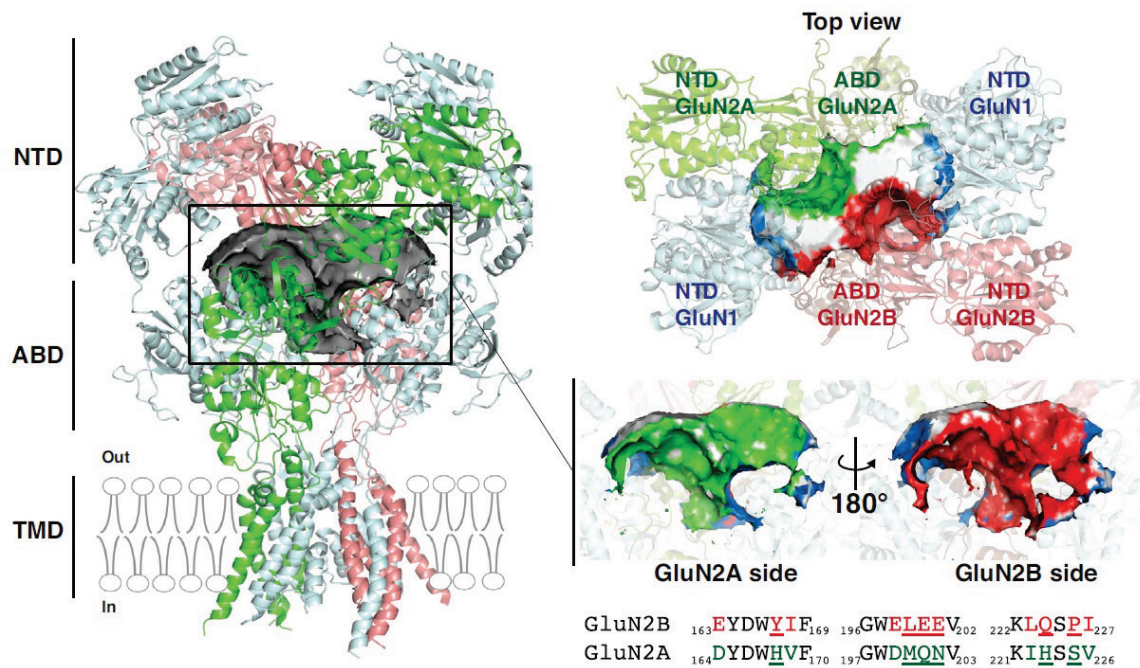 NTD
ABD
TMD
Out
In
Top view
NTD
GluN2A
ABD
GluN2A
NTD
GluN1
NTD
GluN1
ABD
GluN2B
NTD
GluN2B
180°
GluN2A side
GluN2B side
GluN2B 163EYDWYIF169 196GWELEEV202 222KLQSPI227
GluN2A 164DYDWHVF170 197GWDMQNV203 221KIHSSV226